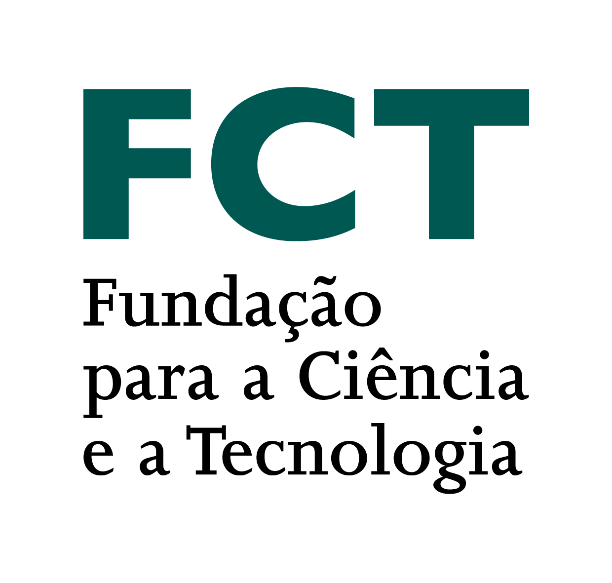 FCT
Fundação
para a Ciência
e a Tecnologia